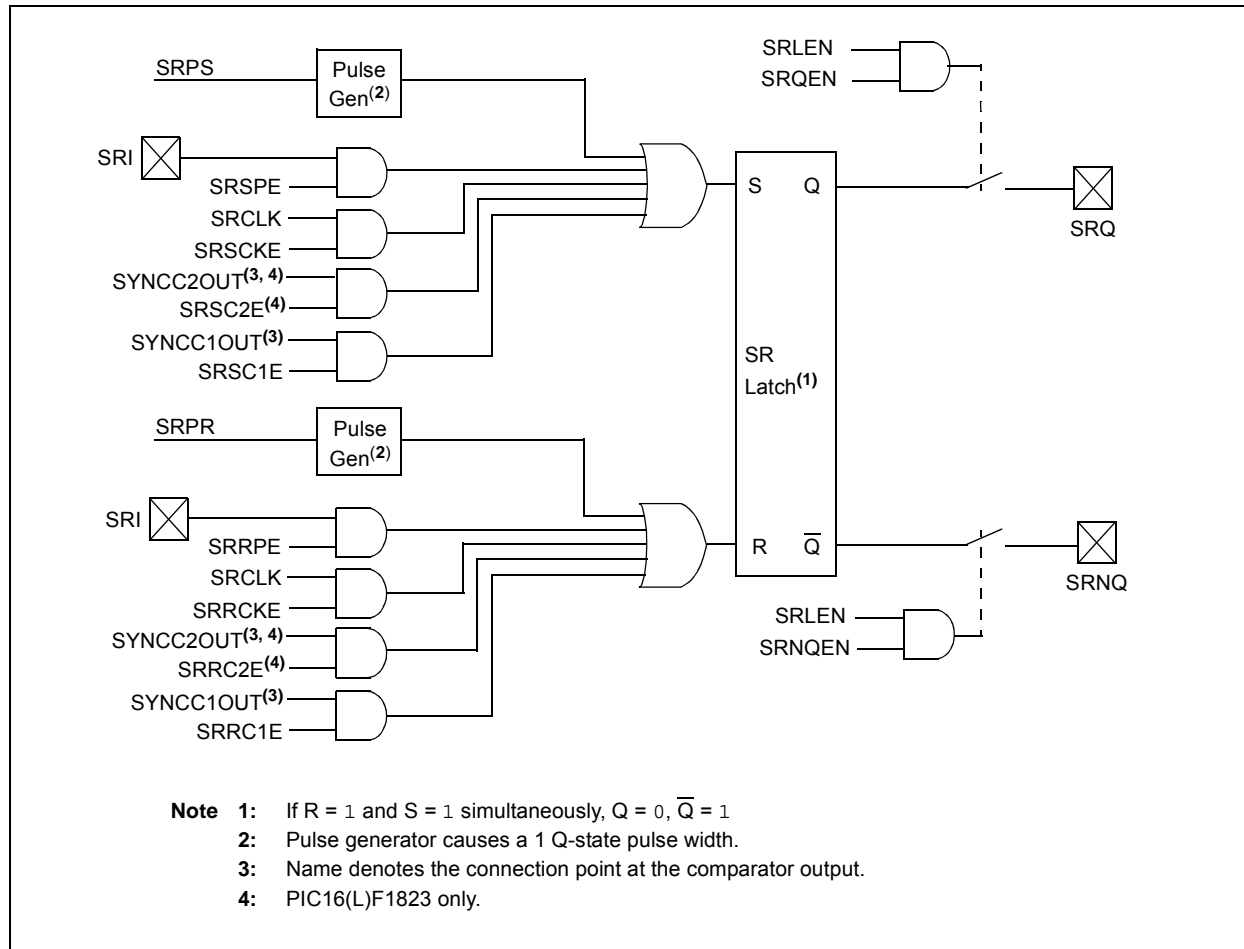 SRPS
Pulse
Gen(2)
SRI
SRSPE
SRCLK
SRSCKE
SYNCC2OUT(3, 4)
SRSC2E(4)
SYNCC1OUT(3)
SRSC1E
SRPR
Pulse
Gen(2)
SRI
SRRPE
SRCLK
SRRCKE
SYNCC2OUT(3, 4)
SRRC2E(4)
SYNCC1OUT(3)
SRRC1E
S Q
SR
Latch(1)
R Q̅
SRLEN
SRQEN
SRQ
SRNQ
SRLEN
SRNQEN
Note 1: If R = 1 and S = 1 simultaneously, Q = 0, Q̅ = 1
2: Pulse generator causes a 1 Q-state pulse width.
3: Name denotes the connection point at the comparator output.
4: PIC16(L)F1823 only.